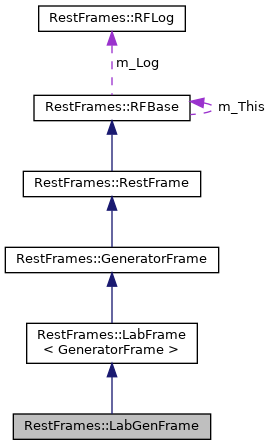 RestFrames::RFLog
m_Log
RestFrames::RFBase
m_This
RestFrames::RestFrame
RestFrames::GeneratorFrame
RestFrames::LabFrame
< GeneratorFrame >
RestFrames::LabGenFrame